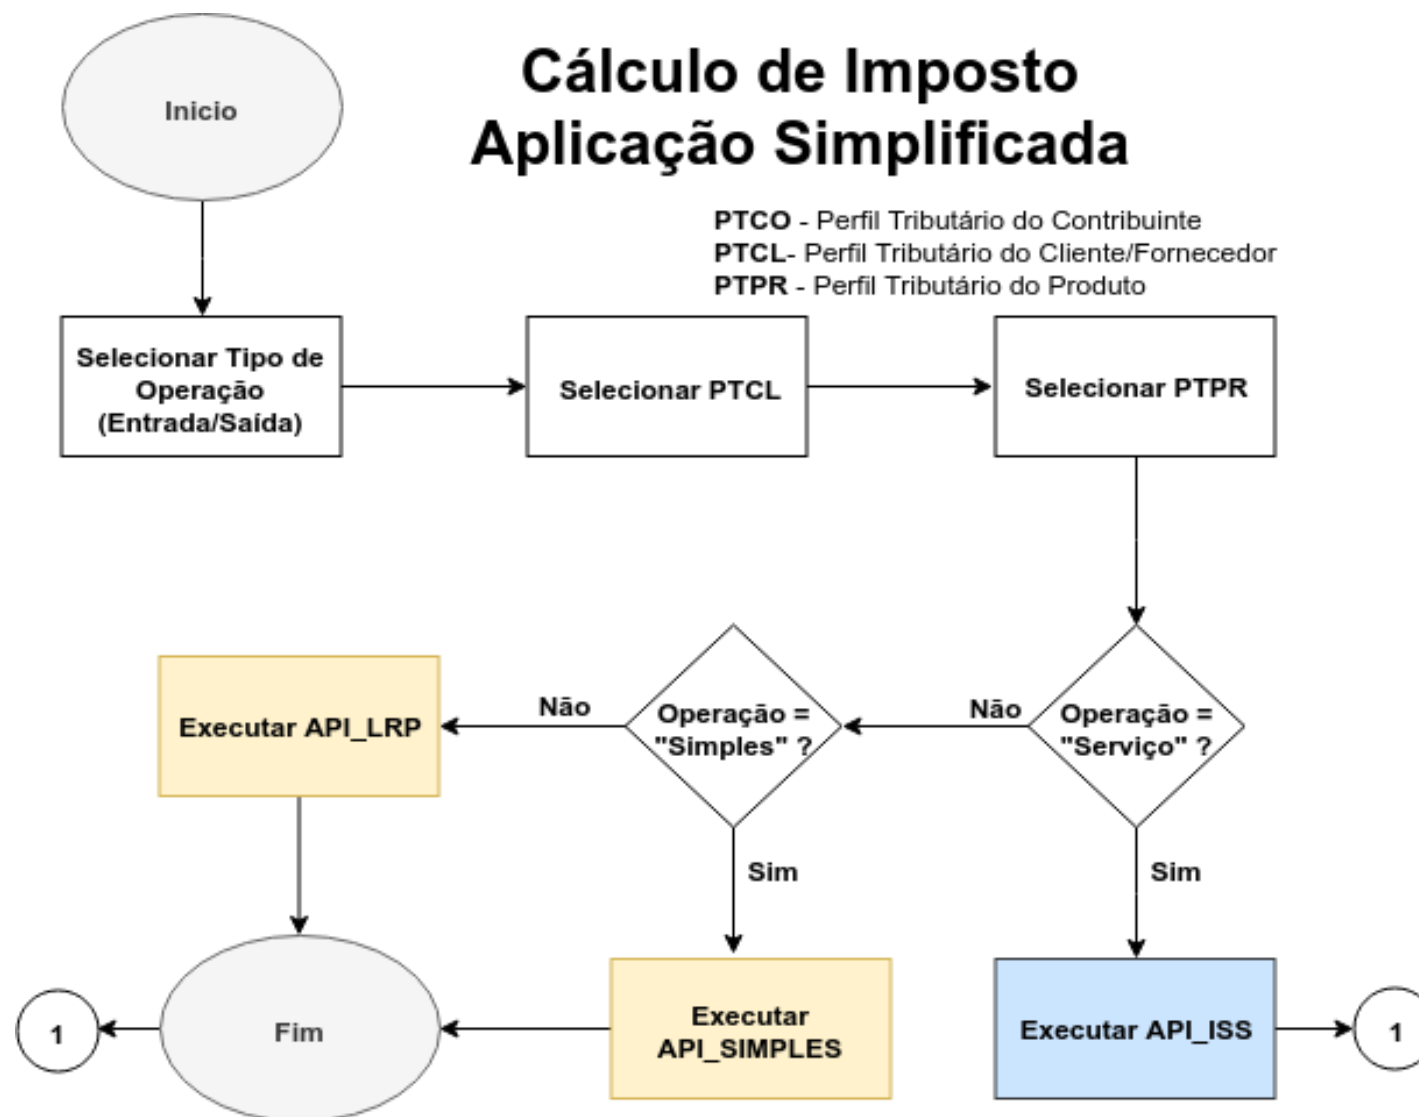 Inicio
Cálculo de Imposto
Aplicação Simplificada
PTCO - Perfil Tributário do Contribuinte
PTCL- Perfil Tributário do Cliente/Fornecedor
PTPR - Perfil Tributário do Produto
Selecionar Tipo de
Operação
(Entrada/Saída)
Selecionar PTCL
Selecionar PTPR
Operação =
"Serviço" ?
Não
Operação =
"Simples" ?
Não
Executar API_LRP
Sim
Sim
Executar
API_SIMPLES
Executar API_ISS
1
Fim
1